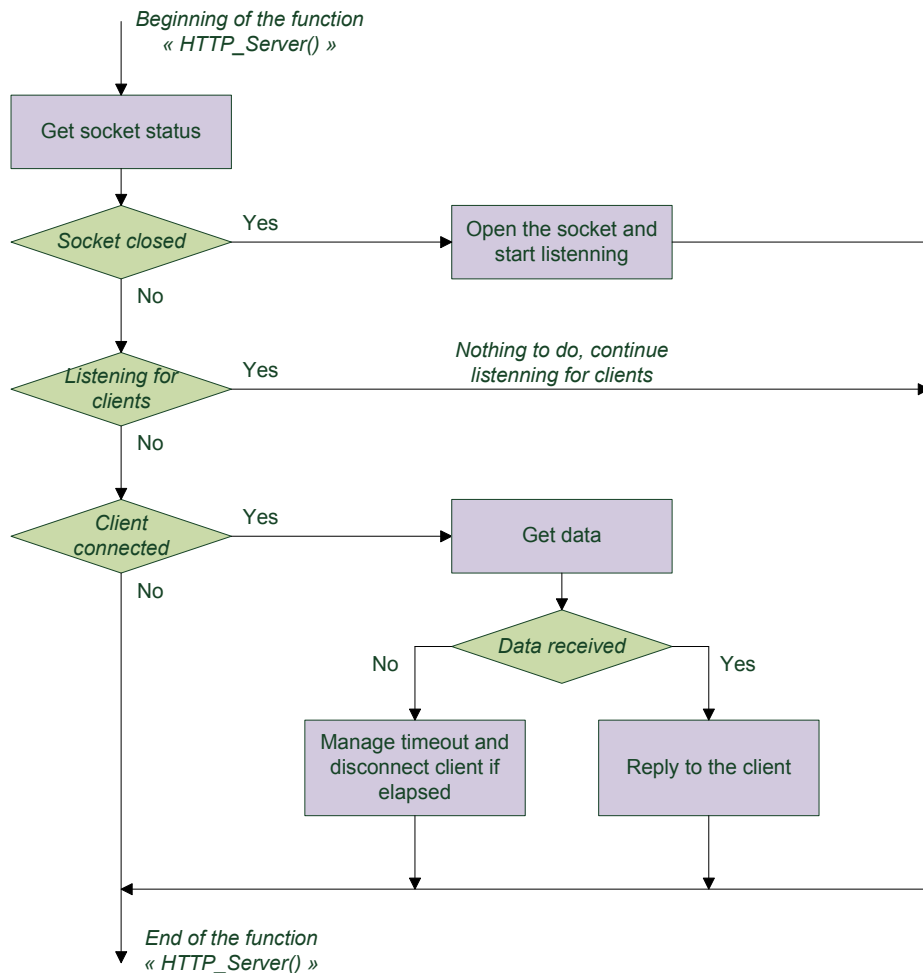 Beginning of the function
« HTTP_Server() »
Get socket status
Socket closed
Yes
Open the socket and
start listenning
No
Listening for
clients
Yes
Nothing to do, continue
listenning for clients
No
Client
connected
Yes
Get data
No
Data received
No
Yes
Manage timeout and
disconnect client if
elapsed
Reply to the client
End of the function
« HTTP_Server() »